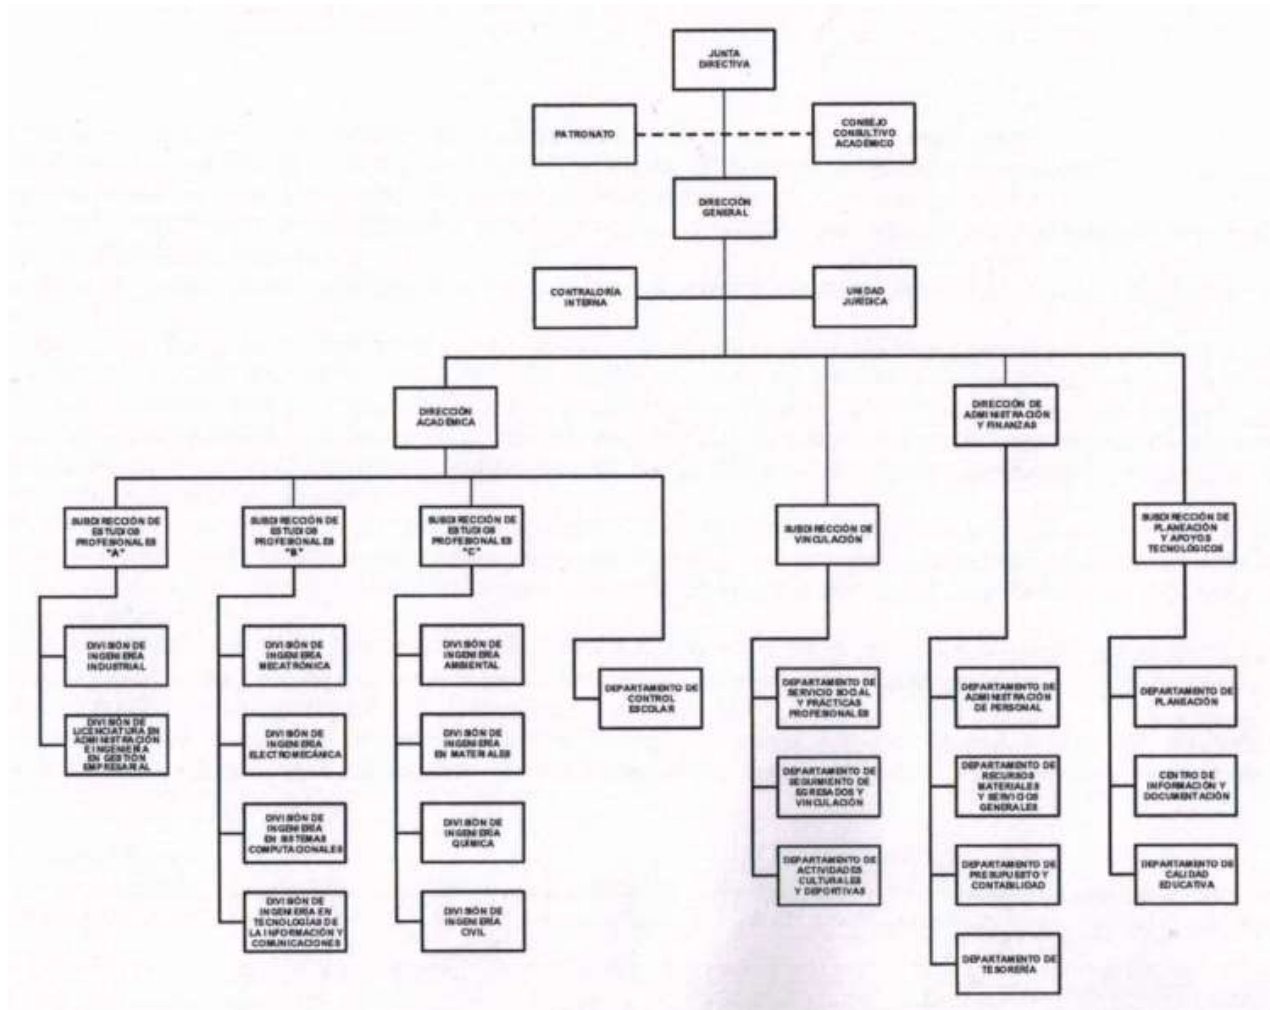 JUNTA
DIRECTIVA
PATRONATO
CONSEJO
CONSULTIVO
ACADÉMICO
DIRECCIÓN
GENERAL
CONTRALORÍA
INTERNA
UNIDAD
JURÍDICA
DIRECCIÓN
ACADÉMICA
DIRECCIÓN DE
ADMINISTRACIÓN
Y FINANZAS
SUBDIRECCIÓN DE
ESTUDIOS
PROFESIONALES
"A"
SUBDIRECCIÓN DE
ESTUDIOS
PROFESIONALES
"B"
SUBDIRECCIÓN DE
ESTUDIOS
PROFESIONALES
"C"
SUBDIRECCIÓN DE
VINCULACIÓN
SUBDIRECCIÓN DE
PLANEACIÓN
Y APOYOS
TECNOLÓGICOS
DIVISIÓN DE
INGENIERÍA
INDUSTRIAL
DIVISIÓN DE
LICENCIATURA EN
ADMINISTRACIÓN
E INGENIERÍA
EN GESTIÓN
EMPRESARIAL
DIVISIÓN DE
INGENIERÍA
MECATRÓNICA
DIVISIÓN DE
INGENIERÍA
ELECTROMECÁNICA
DIVISIÓN DE
INGENIERÍA
EN SISTEMAS
COMPUTACIONALES
DIVISIÓN DE
INGENIERÍA EN
TECNOLOGÍAS DE
LA INFORMACIÓN Y
COMUNICACIONES
DIVISIÓN DE
INGENIERÍA
AMBIENTAL
DIVISIÓN DE
INGENIERÍA
EN MATERIALES
DIVISIÓN DE
INGENIERÍA
QUÍMICA
DIVISIÓN DE
INGENIERÍA
CIVIL
DEPARTAMENTO DE
CONTROL
ESCOLAR
DEPARTAMENTO DE
SERVICIO SOCIAL
Y PRÁCTICAS
PROFESIONALES
DEPARTAMENTO DE
SEGUIMIENTO DE
EGRESADOS Y
VINCULACIÓN
DEPARTAMENTO DE
ACTIVIDADES
CULTURALES
Y DEPORTIVAS
DEPARTAMENTO DE
ADMINISTRACIÓN
DE PERSONAL
DEPARTAMENTO DE
RECURSOS
MATERIALES
Y SERVICIOS
GENERALES
DEPARTAMENTO DE
PRESUPUESTO Y
CONTABILIDAD
DEPARTAMENTO DE
TESORERÍA
DEPARTAMENTO DE
PLANEACIÓN
CENTRO DE
INFORMACIÓN Y
DOCUMENTACIÓN
DEPARTAMENTO DE
CALIDAD
EDUCATIVA